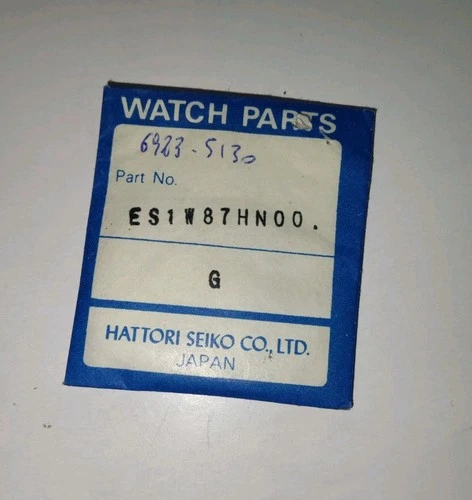 WATCH PARTS
6923-5130
Part No.
ES1W87HN00.
G
HATTORI SEIKO CO., LTD.
JAPAN